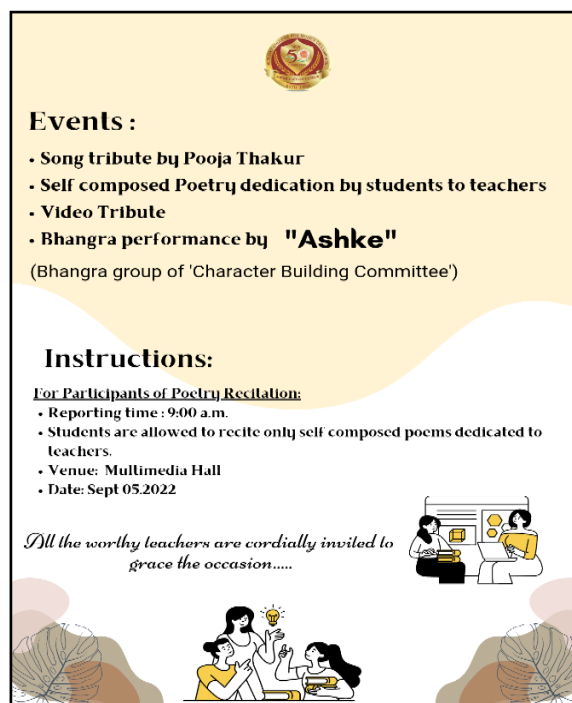 Events :
• Song tribute by Pooja Thakur
• Self composed Poetry dedication by students to teachers
• Video Tribute
• Bhangra performance by "Ashke"
(Bhangra group of 'Character Building Committee')
Instructions:
For Participants of Poetry Recitation:
• Reporting time : 9:00 a.m.
• Students are allowed to recite only self composed poems dedicated to
teachers.
• Venue: Multimedia Hall
• Date: Sept 05.2022
All the worthy teachers are cordially invited to
grace the occasion.....